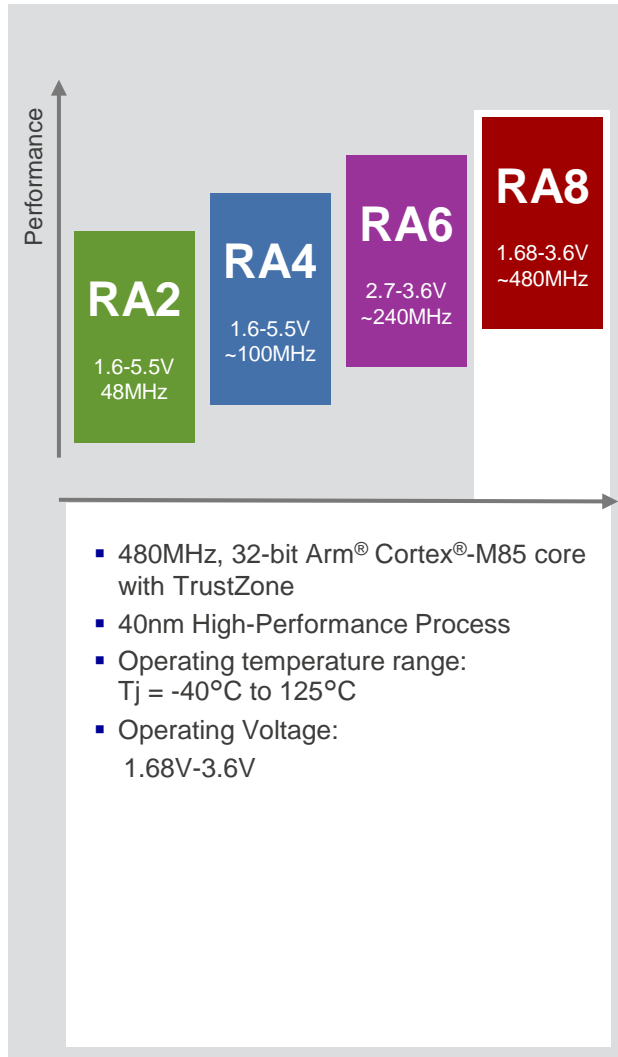 Performance
RA2
1.6-5.5V
48MHz
RA4
1.6-5.5V
~100MHz
RA6
2.7-3.6V
~240MHz
RA8
1.68-3.6V
~480MHz
▪ 480MHz, 32-bit Arm® Cortex®-M85 core
with TrustZone
▪ 40nm High-Performance Process
▪ Operating temperature range:
Tj = -40°C to 125°C
▪ Operating Voltage:
1.68V-3.6V